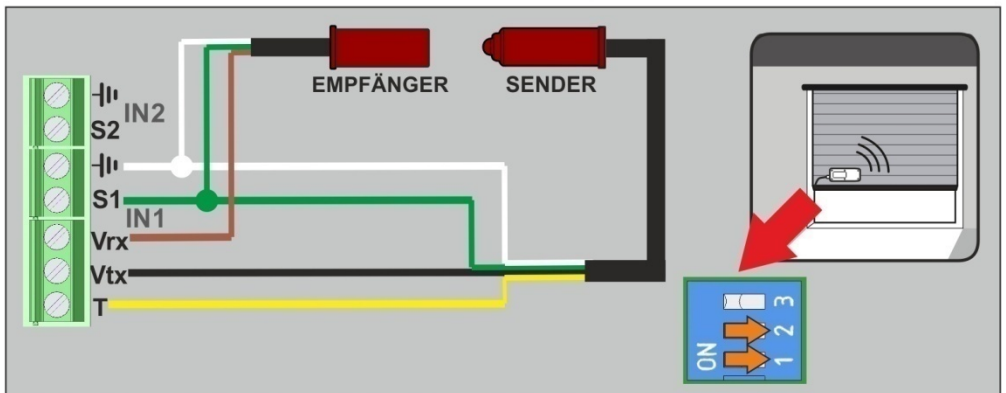 EMPFÄNGER
SENDER
IN2
S2
S1
IN1
Vrx
Vtx
T
ON
1 2 3